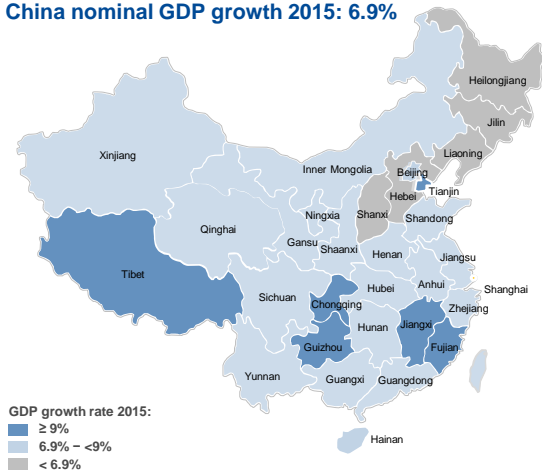 China nominal GDP growth 2015: 6.9%
Heilongjiang
Jilin
Xinjiang
Liaoning
Inner Mongolia
Beijing
Tianjin
Hebei
Ningxia
Shanxi
Shandong
Qinghai
Gansu
Shaanxi
Henan
Jiangsu
Tibet
Shanghai
Sichuan
Hubei
Anhui
Chongqing
Zhejiang
Hunan
Jiangxi
Guizhou
Fujian
Yunnan
Guangxi
Guangdong
Hainan
GDP growth rate 2015:
≥ 9%
6.9% − <9%
< 6.9%